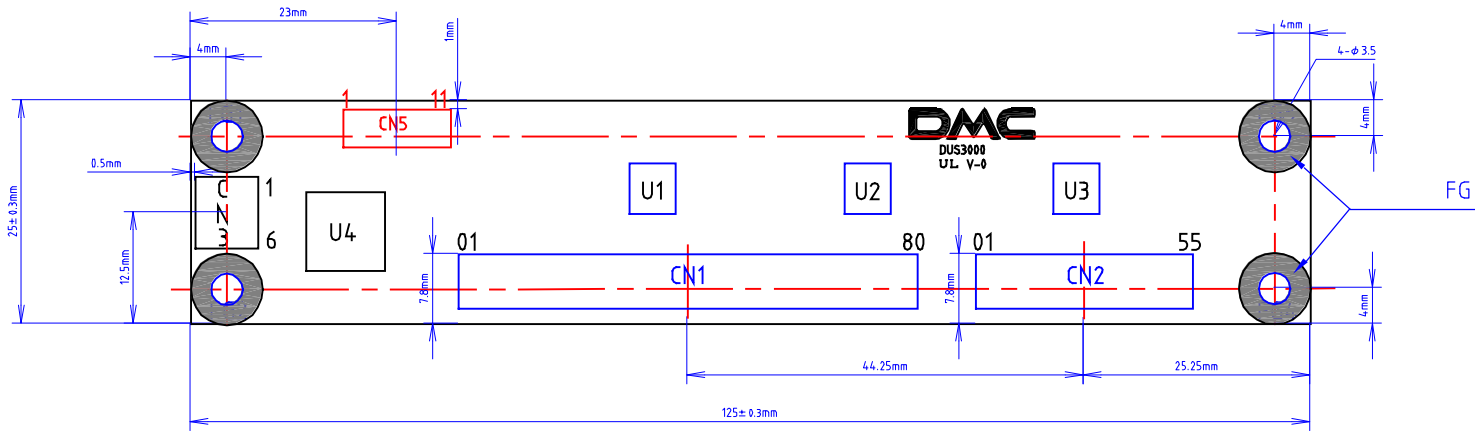 23mm
4mm
1mm
4mm
4-φ3.5
1
11
CN5
DMC
DUS3000
UL V-0
4mm
0.5mm
C
N
3
1
6
U4
U1
U2
U3
FG
25±0.3mm
12.5mm
01
80
01
55
CN1
CN2
7.8mm
7.8mm
4mm
44.25mm
25.25mm
125±0.3mm